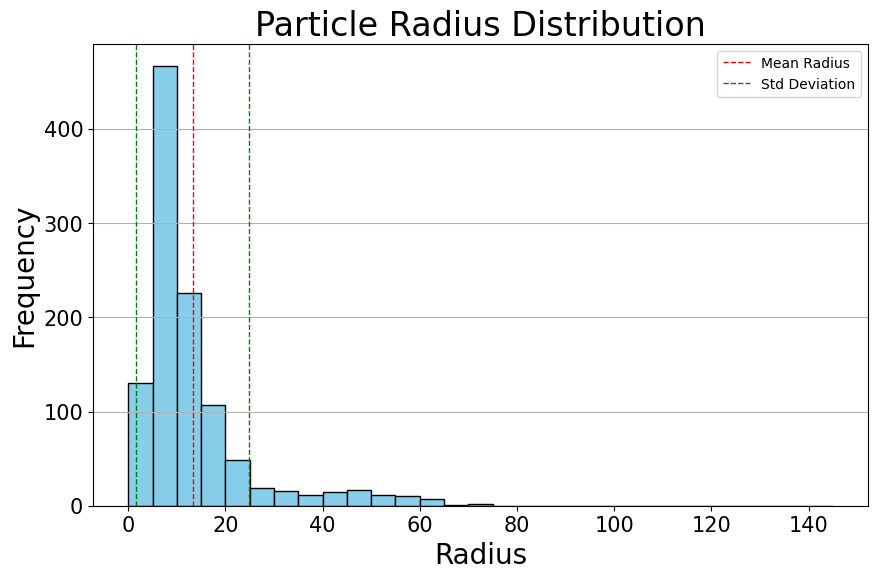 Particle Radius Distribution
Mean Radius
Std Deviation
Frequency
400
300
200
100
0
0 20 40 60 80 100 120 140
Radius